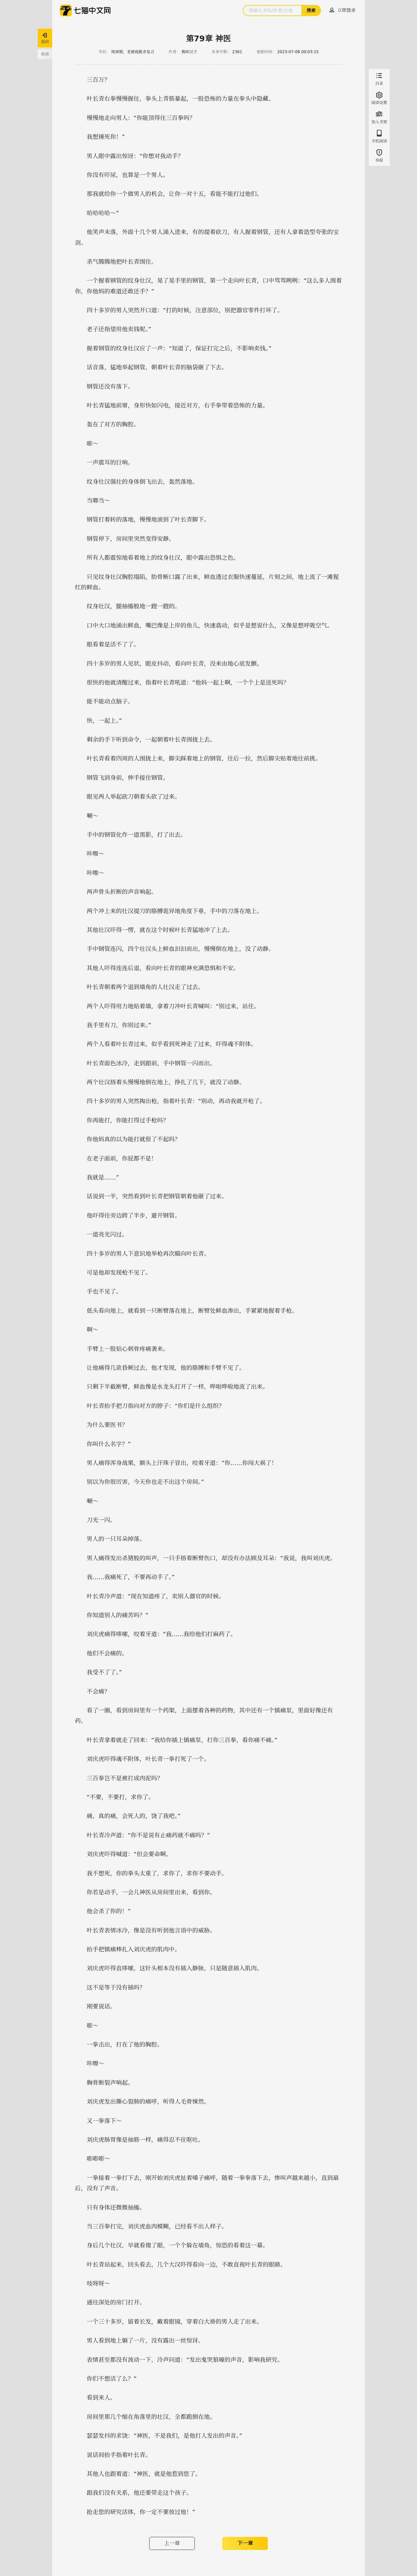 七猫中文网
搜索
立即登录
返回
阅读
目录
阅读设置
加入书架
手机阅读
举报
第79章 神医
2023-07-08 06:03:15
三百万？
叶长青右拳慢慢握住，拳头上青筋暴起，一股恐怖的力量在拳头中隐藏。
慢慢地走向男人：“你能顶得住三百拳吗？
我想揍死你！”
男人眼中露出惊讶：“你想对我动手？
你没有吓尿，也算是一个男人。
那我就给你一个做男人的机会，让你一对十五，看能不能打过他们。
哈哈哈哈～”
他笑声未落，外面十几个男人涌入进来，有的提着砍刀，有人握着钢管，还有人拿着造型夸张的宝
剑。
杀气腾腾地把叶长青围住。
一个握着钢管的纹身壮汉，晃了晃手里的钢管，第一个走向叶长青，口中骂骂咧咧：“这么多人围着
你，你他妈的难道还敢还手？”
四十多岁的男人突然开口道：“打的时候，注意部位，别把器官零件打坏了。
老子还指望用他卖钱呢。”
握着钢管的纹身壮汉应了一声：“知道了，保证打完之后，不影响卖钱。”
话音落，猛地举起钢管，朝着叶长青的脑袋砸了下去。
钢管还没有落下。
叶长青猛地前窜，身形快如闪电，接近对方，右手拳带着恐怖的力量。
轰在了对方的胸腔。
嘭～
一声震耳的巨响。
纹身壮汉强壮的身体倒飞出去，轰然落地。
当啷当～
钢管打着转的落地，慢慢地滚到了叶长青脚下。
钢管停下，房间里突然变得安静。
所有人都震惊地看着地上的纹身壮汉，眼中露出恐惧之色。
只见纹身壮汉胸腔塌陷，肋骨断口露了出来，鲜血透过衣服快速蔓延，片刻之间，地上流了一滩猩
红的鲜血。
纹身壮汉，腿抽搐般地一蹬一蹬的。
口中大口地涌出鲜血，嘴巴像是上岸的鱼儿，快速翕动，似乎是想说什么，又像是想呼吸空气。
眼看着是活不了了。
四十多岁的男人见状，眼皮抖动，看向叶长青，没来由地心底发颤。
很快的他就清醒过来，指着叶长青吼道：“他妈一起上啊，一个个上是送死吗？
能不能动点脑子。
快，一起上。”
剩余的手下听到命令，一起朝着叶长青围拢上去。
叶长青看着四周的人围拢上来，脚尖踩着地上的钢管，往后一拉，然后脚尖贴着地往前挑。
钢管飞到身前，伸手接住钢管。
眼见两人举起砍刀朝着头砍了过来。
唰～
手中的钢管化作一道黑影，打了出去。
咔嚓～
咔嚓～
两声骨头折断的声音响起。
两个冲上来的壮汉提刀的胳膊诡异地角度下垂，手中的刀落在地上。
其他壮汉吓得一愣，就在这个时候叶长青猛地冲了上去。
手中钢管连闪，四个壮汉头上鲜血汩汩而出，慢慢倒在地上，没了动静。
其他人吓得连连后退，看向叶长青的眼神充满恐惧和不安。
叶长青朝着两个退到墙角的人壮汉走了过去。
两个人吓得用力地贴着墙，拿着刀冲叶长青喊叫：“别过来，站住。
我手里有刀，你别过来。”
两个人看着叶长青过来，似乎看到死神走了过来，吓得魂不附体。
叶长青面色冰冷，走到跟前，手中钢管一闪而出。
两个壮汉捂着头慢慢地倒在地上，挣扎了几下，就没了动静。
四十多岁的男人突然掏出枪，指着叶长青：“别动，再动我就开枪了。
你再能打，你能打得过手枪吗？
你他妈真的以为能打就很了不起吗？
在老子面前，你屁都不是！
我就是……”
话说到一半，突然看到叶长青把钢管朝着他砸了过来。
他吓得往旁边跨了半步，避开钢管。
一道亮光闪过。
四十多岁的男人下意识地举枪再次瞄向叶长青。
可是他却发现枪不见了。
手也不见了。
低头看向地上，就看到一只断臂落在地上，断臂处鲜血渗出，手紧紧地握着手枪。
啊～
手臂上一股钻心剜骨疼痛袭来。
让他痛得几欲昏厥过去，他才发现，他的胳膊和手臂不见了。
只剩下半截断臂，鲜血像是水龙头打开了一样，哗啦哗啦地流了出来。
叶长青抬手把刀指向对方的脖子：“你们是什么组织？
为什么要医书？
你叫什么名字？”
男人痛得浑身战栗，额头上汗珠子冒出，咬着牙道：“你……你闯大祸了！
别以为你很厉害，今天你也走不出这个房间。”
唰～
刀光一闪。
男人的一只耳朵掉落。
男人痛得发出杀猪般的叫声，一只手指着断臂伤口，却没有办法顾及耳朵：“我说，我叫刘庆虎。
我……我痛死了，不要再动手了。”
叶长青冷声道：“现在知道疼了，卖别人器官的时候。
你知道别人的痛苦吗？”
刘庆虎痛得哆嗦，咬着牙道：“我……我给他们打麻药了。
他们不会痛的。
我受不了了。”
不会痛？
看了一圈，看到房间里有一个药架，上面摆着各种的药物，其中还有一个镇痛泵，里面好像还有
药。
叶长青拿着就走了回来：“我给你插上镇痛泵，打你三百拳，看你痛不痛。”
刘庆虎吓得魂不附体，叶长青一拳打死了一个。
三百拳岂不是被打成肉泥吗？
“不要，不要打，求你了。
痛，真的痛，会死人的，饶了我吧。”
叶长青冷声道：“你不是说有止痛药就不痛吗？”
刘庆虎吓得喊道：“但会要命啊。
我不想死，你的拳头太重了，求你了，求你不要动手。
你若是动手，一会儿神医从房间里出来，看到你。
他会杀了你的！”
叶长青表情冰冷，像是没有听到他言语中的威胁。
抬手把镇痛棒扎入刘庆虎的肌肉中。
刘庆虎吓得直哆嗦，这针头根本没有插入静脉，只是随意插入肌肉。
这不是等于没有插吗？
刚要说话。
嘭～
一拳击出，打在了他的胸腔。
咔嚓～
胸骨断裂声响起。
刘庆虎发出撕心裂肺的痛呼，听得人毛骨悚然。
又一拳落下～
刘庆虎肠胃像是抽筋一样，痛得忍不住呕吐。
嘭嘭嘭～
一拳接着一拳打下去，刚开始刘庆虎扯着嗓子痛呼，随着一拳拳落下去，惨叫声越来越小，直到最
后，没有了声音。
只有身体还微微抽搐。
当三百拳打完，刘庆虎血肉模糊，已经看不出人样子。
身后几个壮汉，早就看傻了眼，一个个躲在墙角，惊恐的看着这一幕。
叶长青站起来，回头看去，几个大汉吓得看向一边，不敢直视叶长青的眼睛。
吱呀呀～
通往深处的房门打开。
一个三十多岁，留着长发，戴着眼镜，穿着白大褂的男人走了出来。
男人看到地上躺了一片，没有露出一丝惊讶。
表情甚至都没有波动一下，冷声问道：“发出鬼哭狼嚎的声音，影响我研究。
你们不想活了么？”
看到来人。
房间里那几个缩在角落里的壮汉，全都跪倒在地。
瑟瑟发抖的求饶：“神医，不是我们，是他打人发出的声音。”
说话间抬手指着叶长青。
其他人也跟着道：“神医，就是他惹到您了。
跟我们没有关系，他还要带走这个孩子。
抢走您的研究活体，你一定不要放过他！”
上一章
下一章